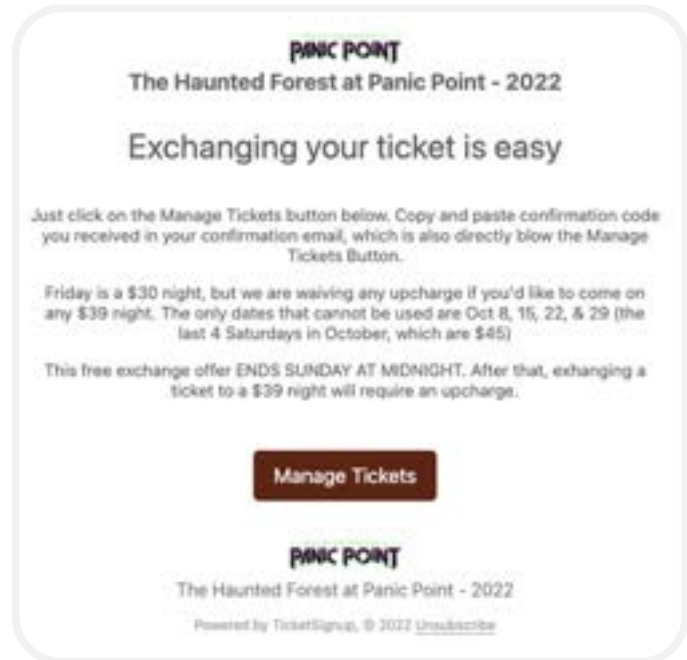 PANIC POINT
The Haunted Forest at Panic Point - 2022
Exchanging your ticket is easy
Just click on the Manage Tickets button below. Copy and paste confirmation code
you received in your confirmation email, which is also directly blow the Manage
Tickets Button.
Friday is a $30 night, but we are waiving any upcharge if you'd like to come on
any $39 night. The only dates that cannot be used are Oct 8, 15, 22, & 29 (the
last 4 Saturdays in October, which are $45)
This free exchange offer ENDS SUNDAY AT MIDNIGHT. After that, exhanging a
ticket to a $39 night will require an upcharge.
Manage Tickets
PANIC POINT
The Haunted Forest at Panic Point - 2022
Powered by TicketSignup, © 2022 Unsubscribe